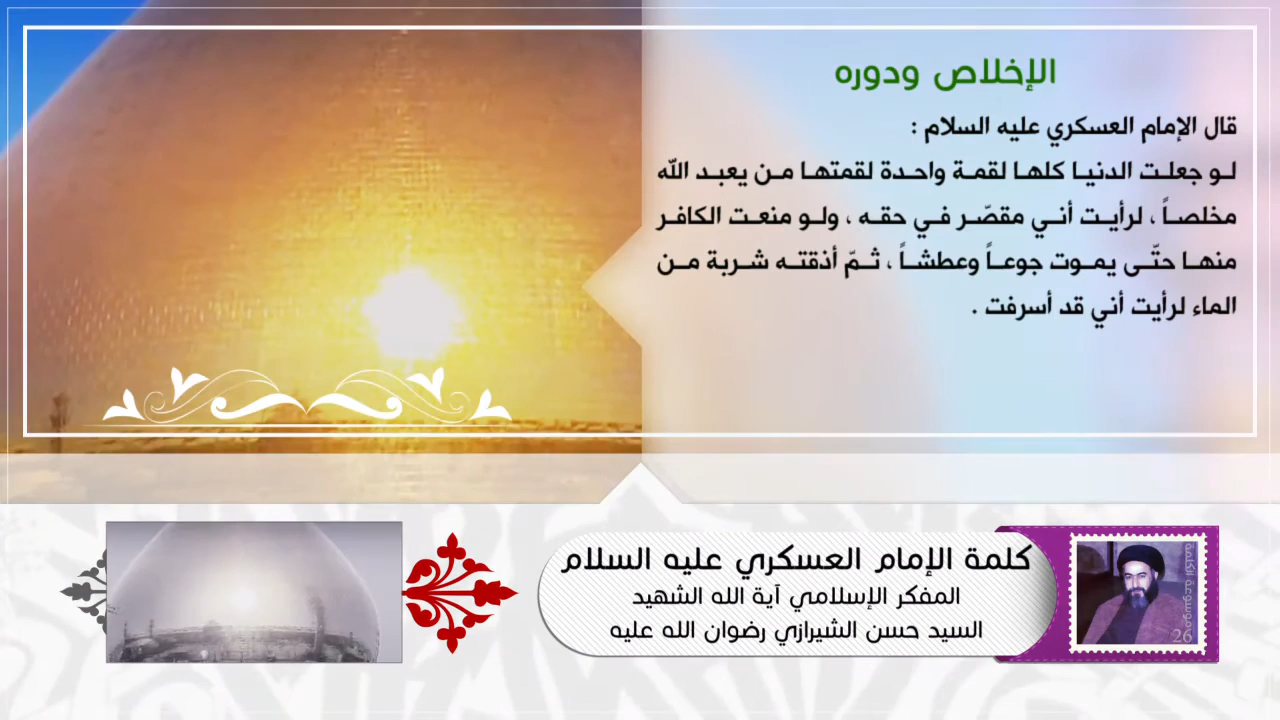 الإخلاص ودوره
قال الإمام العسكري عليه السلام :
لو جعلت الدنيا كلها لقمة واحدة لقمتها من يعبد الله
مخلصاً ، لرأيت أني مقصّر في حقه ، ولو منعت الكافر
منها حتّى يموت جوعاً وعطشاً ، ثمّ أذقته شربة من
الماء لرأيت أني قد أسرفت .
كلمة الإمام العسكري عليه السلام
المفكر الإسلامي آية الله الشهيد
السيد حسن الشيرازي رضوان الله عليه
موسوعة الكلمة
26